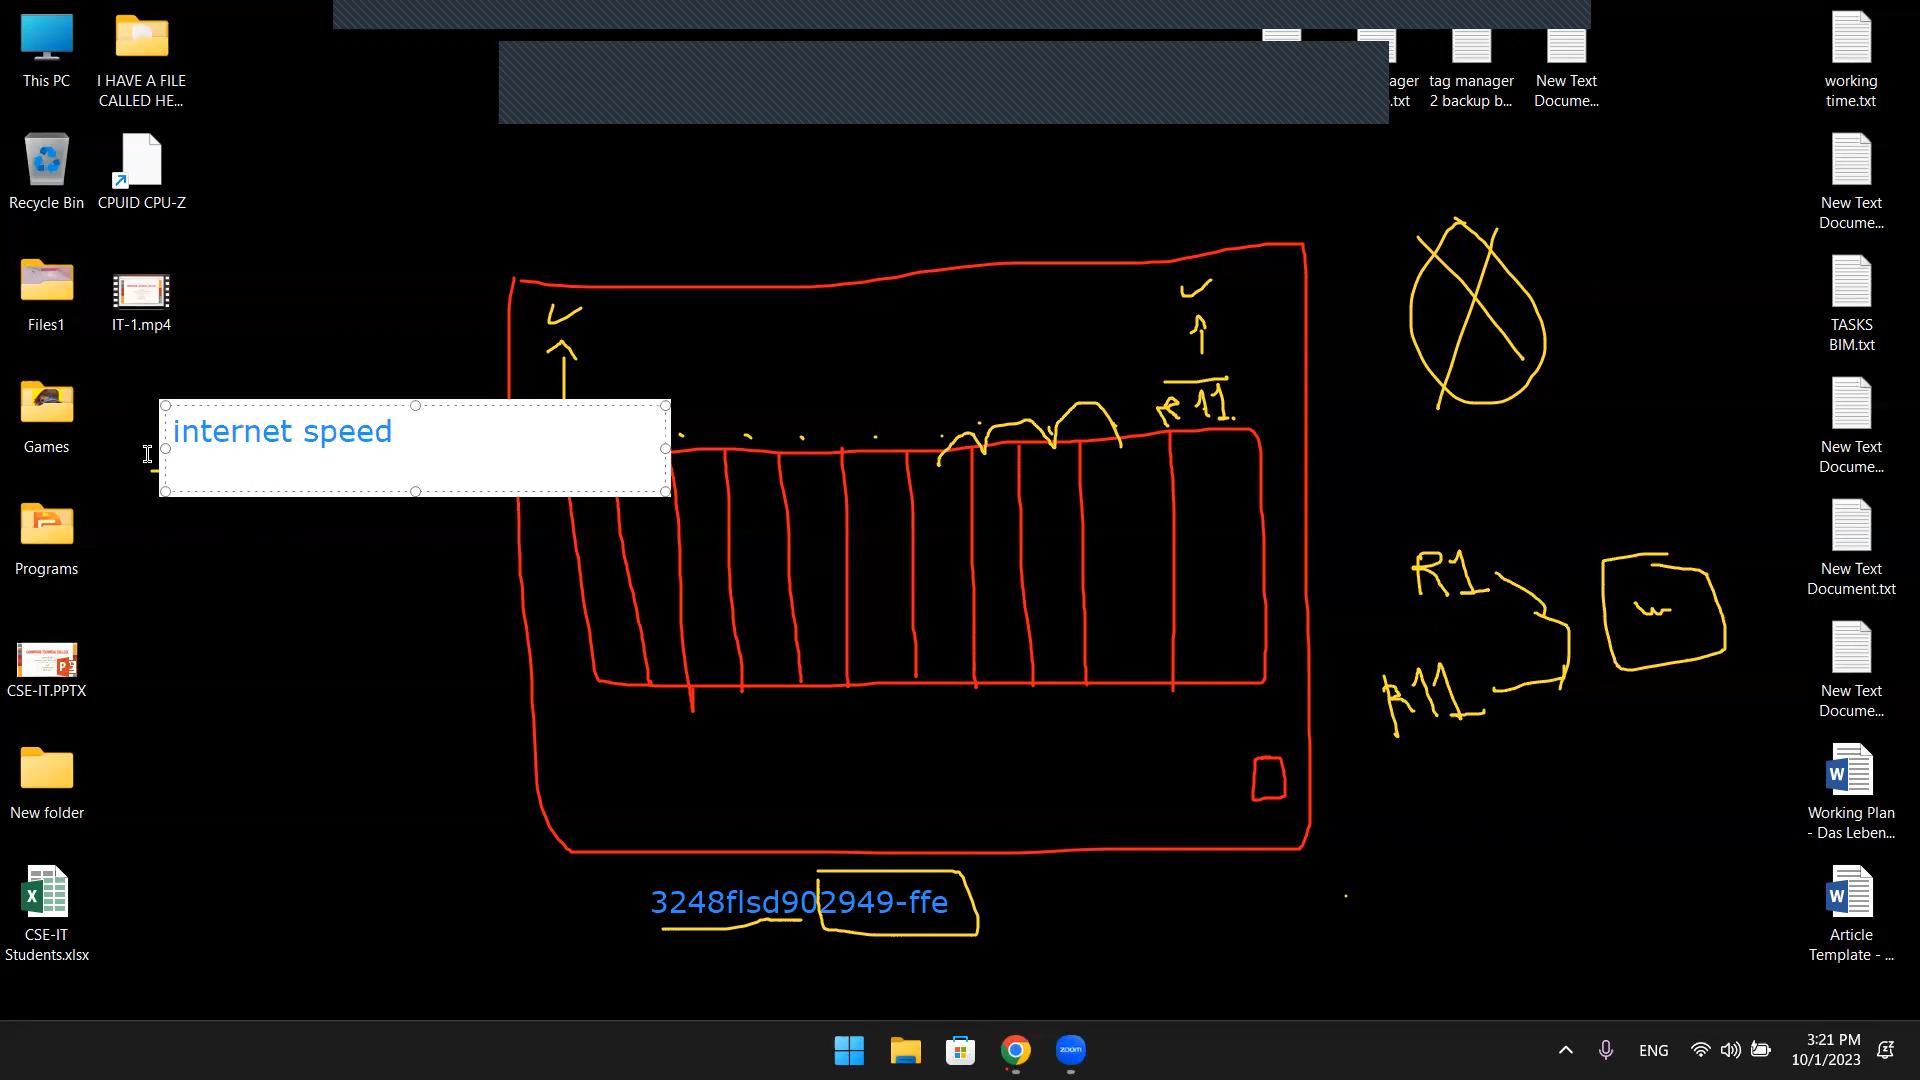 This PC
I HAVE A FILE
CALLED HE...
ager
.txt
tag manager
2 backup b...
New Text
Docume...
working
time.txt
Recycle Bin
CPUID CPU-Z
New Text
Docume...
Files1
IT-1.mp4
TASKS
BIM.txt
R 11.
internet speed
Games
New Text
Docume...
Programs
R1
New Text
Document.txt
CSE-IT.PPTX
R11
New Text
Docume...
New folder
Working Plan
- Das Leben...
3248flsd902949-ffe
CSE-IT
Students.xlsx
Article
Template - ...
zoom
ENG
3:21 PM
10/1/2023